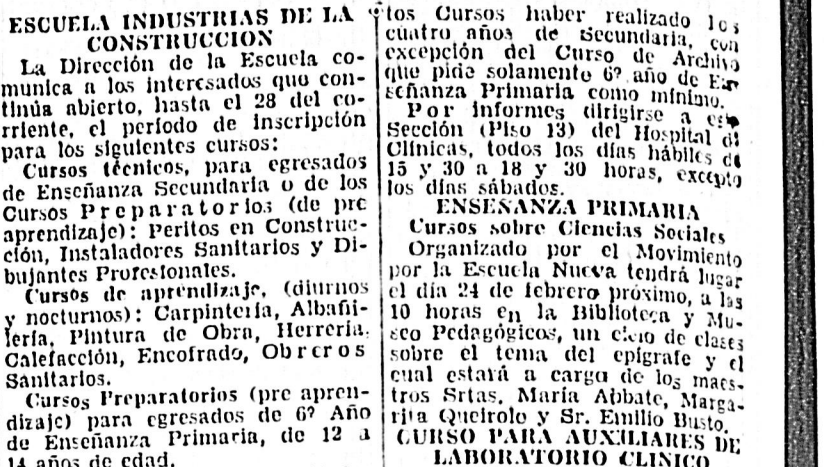 ESCUELA INDUSTRIAS DE LA
CONSTRUCCION
La Dirección de la Escuela co-
munica a los interesados que con-
tinúa abierto, hasta el 28 del co-
rriente, el período de inscripción
para los siguientes cursos:
Cursos técnicos, para egresados
de Enseñanza Secundaria o de los
Cursos Preparatorios (de pre
aprendizaje): Peritos en Construc-
ción, Instaladores Sanitarios y Di-
bujantes Profesionales.
Cursos de aprendizaje, (diurnos
y nocturnos): Carpintería, Albañi-
lería, Pintura de Obra, Herrería,
Calefacción, Encofrado, Obreros
Sanitarios.
Cursos Preparatorios (pre apren-
dizaje) para egresados de 6º Año
de Enseñanza Primaria, de 12 a
14 años de edad.
tos Cursos haber realizado los
cuatro años de Secundaria, con
excepción del Curso de Archivo
que pide solamente 6º año de En-
señanza Primaria como mínimo.
Por informes dirigirse a esta
Sección (Piso 13) del Hospital de
Clínicas, todos los días hábiles de
15 y 30 a 18 y 30 horas, excepto
los días sábados.
ENSEÑANZA PRIMARIA
Cursos sobre Ciencias Sociales
Organizado por el Movimiento
por la Escuela Nueva tendrá lugar
el día 24 de febrero próximo, a las
10 horas en la Biblioteca y Mu-
seo Pedagógicos, un ciclo de clases
sobre el tema del epígrafe y el
cual estará a cargo de los maes-
tros Srtas. María Abbate, Marga-
rita Queirolo y Sr. Emilio Busto.
CURSO PARA AUXILIARES DE
LABORATORIO CLINICO